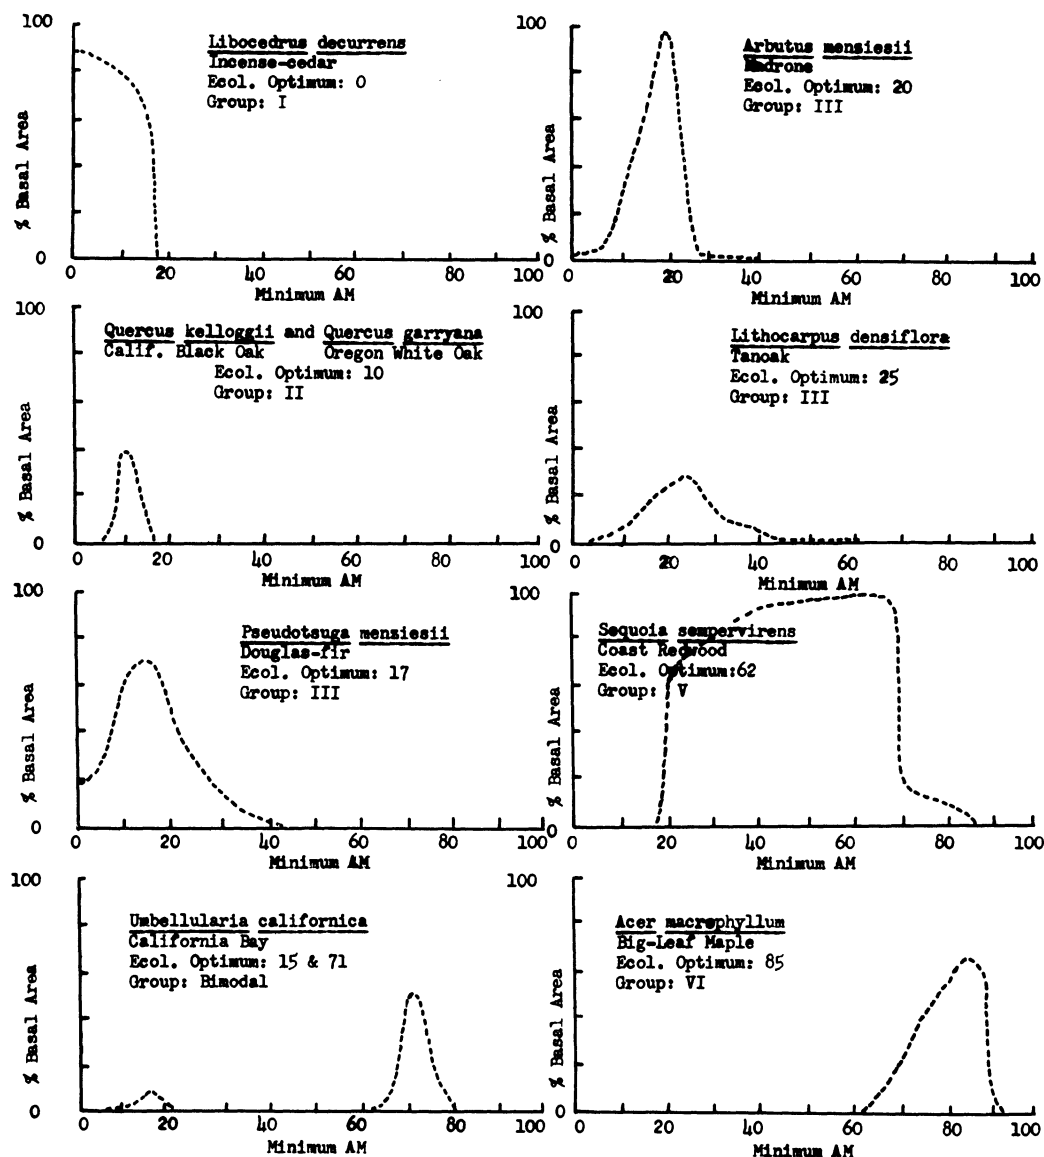 100
Libocedrus decurrens
Incense-cedar
Ecol. Optimum: 0
Group: I
% Basal Area
0
0 20 40 60 80 100
Minimum AM
100
Arbutus mensiesii
Madrone
Ecol. Optimum: 20
Group: III
% Basal Area
0
0 20 40 60 80 100
Minimum AM
100
Quercus kelloggii and Quercus garryana
Calif. Black Oak Oregon White Oak
Ecol. Optimum: 10
Group: II
% Basal Area
0
0 20 40 60 80 100
Minimum AM
100
Lithocarpus densiflora
Tanoak
Ecol. Optimum: 25
Group: III
% Basal Area
0
20 40 60 80 100
Minimum AM
100
Pseudotsuga menziesii
Douglas-fir
Ecol. Optimum: 17
Group: III
% Basal Area
0
0 20 40 60 80 100
Minimum AM
100
Sequoia sempervirens
Coast Redwood
Ecol. Optimum:62
Group: V
% Basal Area
0
20 40 60 80 100
Minimum AM
100
Umbellularia californica
California Bay
Ecol. Optimum: 15 & 71
Group: Bimodal
% Basal Area
0
0 20 40 60 80 100
Minimum AM
100
Acer macrophyllum
Big-Leaf Maple
Ecol. Optimum: 85
Group: VI
% Basal Area
0
20 40 60 80 100
Minimum AM